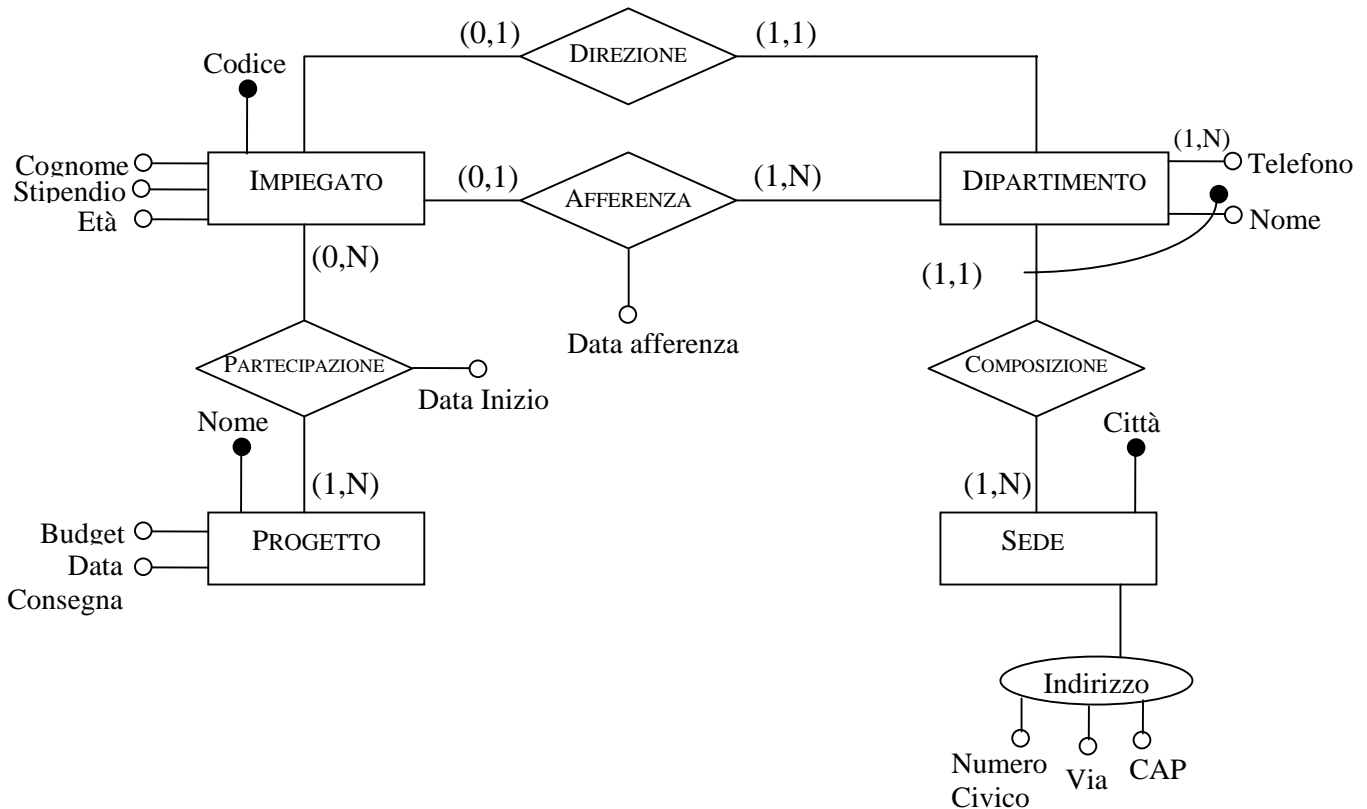 (0,1)
DIREZIONE
(1,1)
Codice
Cognome
Stipendio
Età
IMPIEGATO
(0,1)
AFFERENZA
(1,N)
DIPARTIMENTO
(1,N)
Telefono
Nome
(0,N)
(1,1)
Data afferenza
PARTECIPAZIONE
Data Inizio
COMPOSIZIONE
Nome
Città
(1,N)
(1,N)
Budget
Data
Consegna
PROGETTO
SEDE
Indirizzo
Numero
Civico
Via
CAP